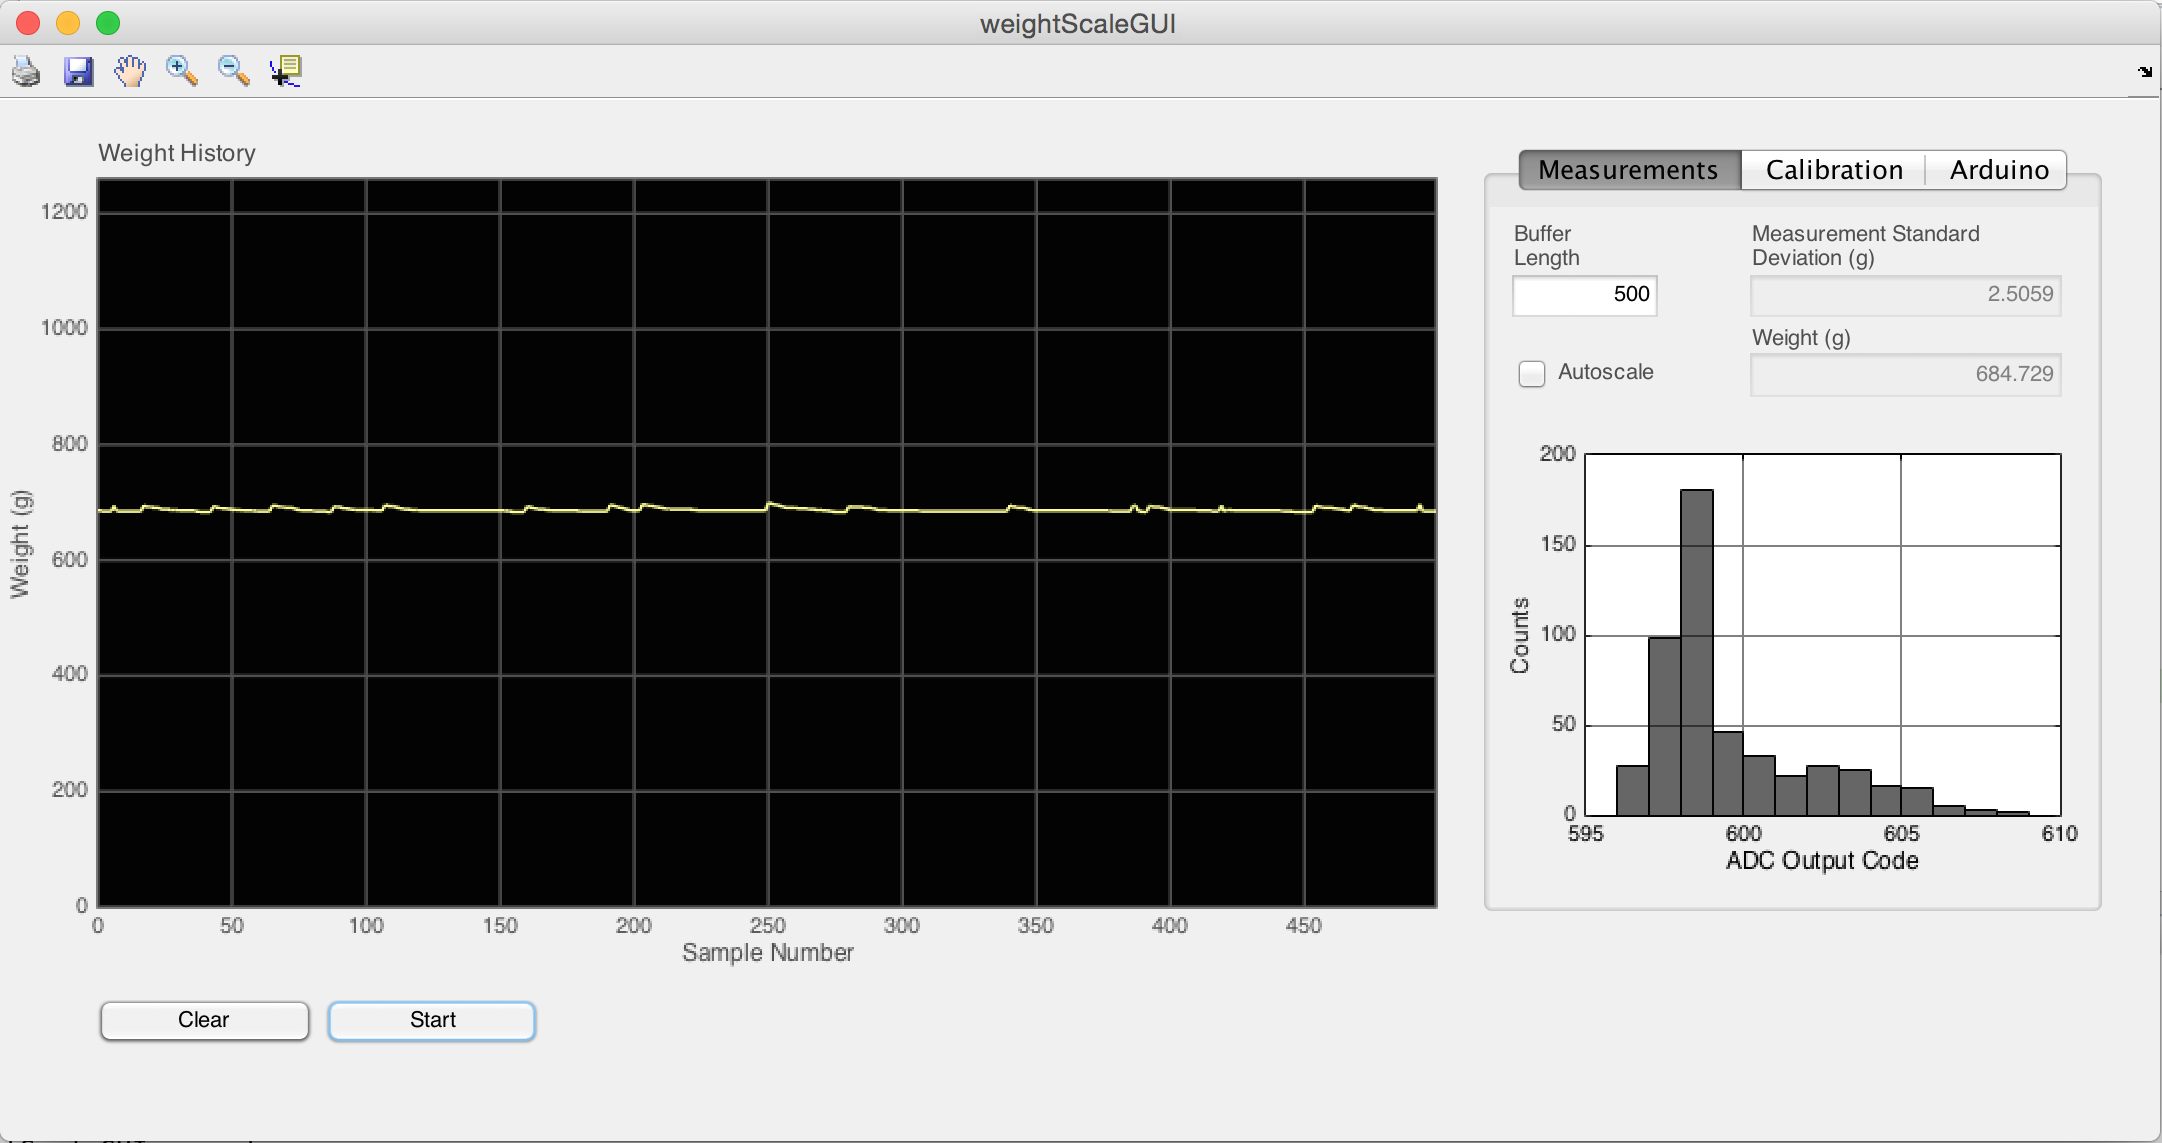 weightScaleGUI
Weight History
1200
1000
800
600
400
200
0
Weight (g)
0 50 100 150 200 250 300 350 400 450
Sample Number
Clear Start
Measurements Calibration Arduino
Buffer
Length
500
Measurement Standard
Deviation (g)
2.5059
Autoscale
Weight (g)
684.729
200
150
100
50
0
Counts
595 600 605 610
ADC Output Code